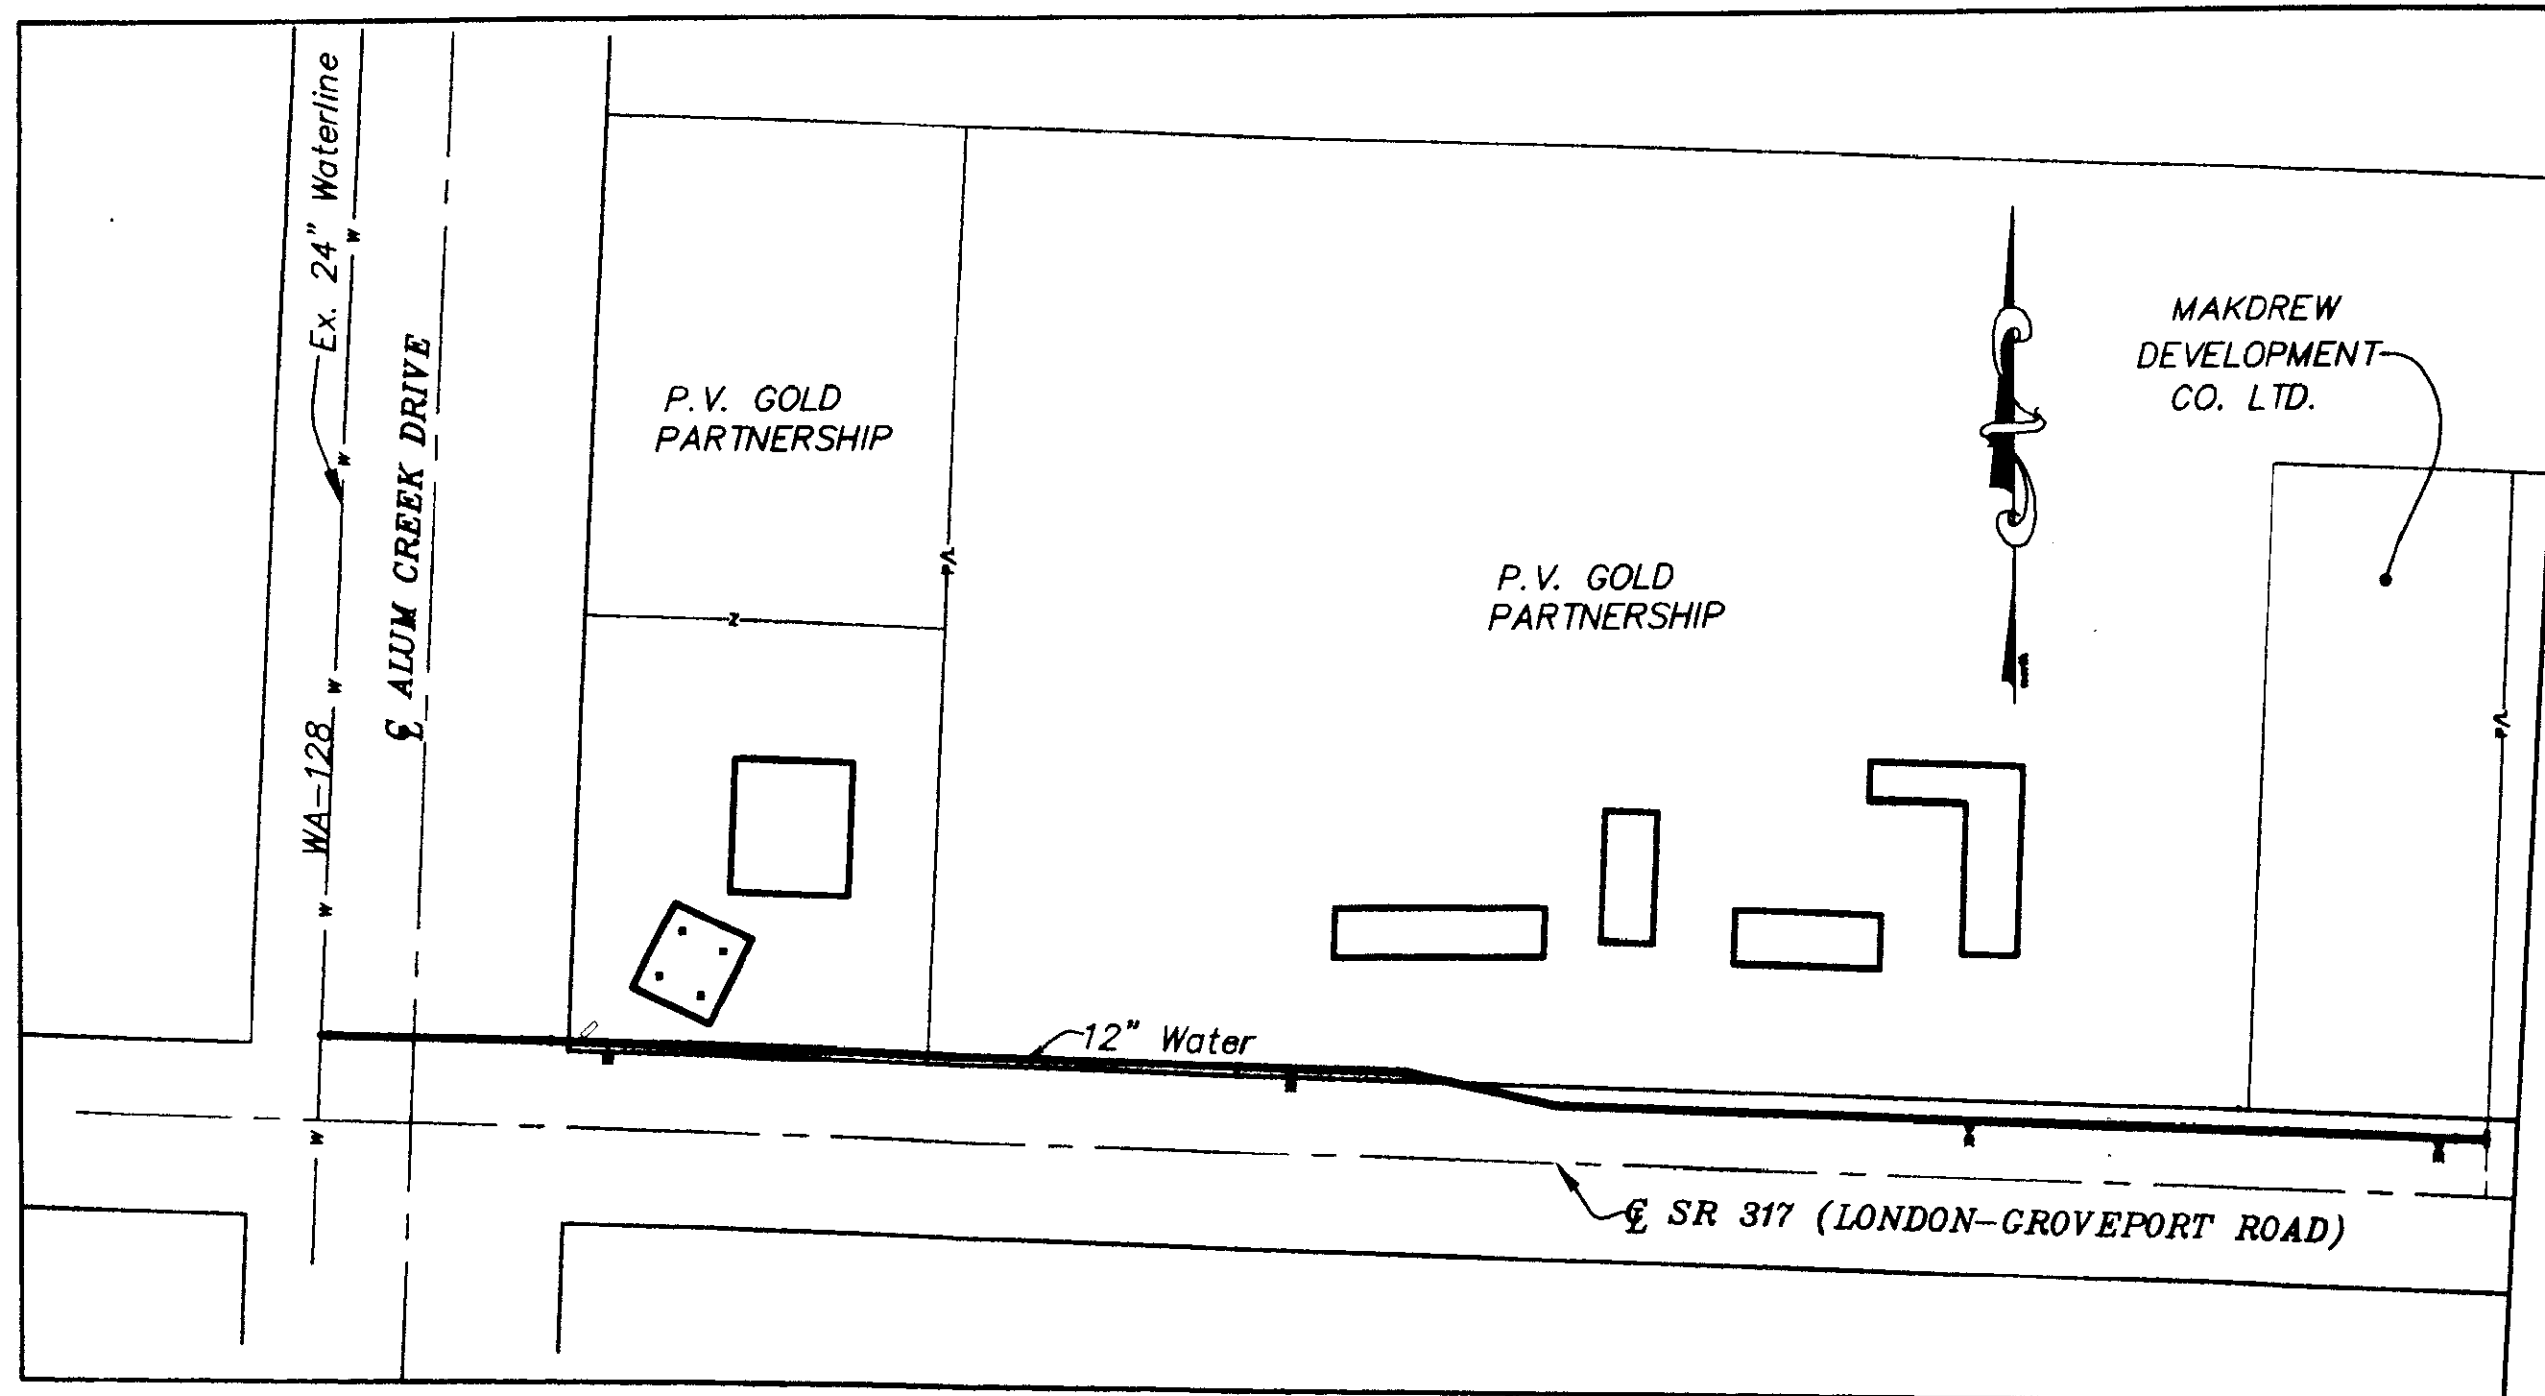 Ex. 24" Waterline
WA-128
℄ ALUM CREEK DRIVE
P.V. GOLD
PARTNERSHIP
P.V. GOLD
PARTNERSHIP
MAKDREW
DEVELOPMENT
CO. LTD.
12" Water
℄ SR 317 (LONDON-GROVEPORT ROAD)
W
W
W
W
W